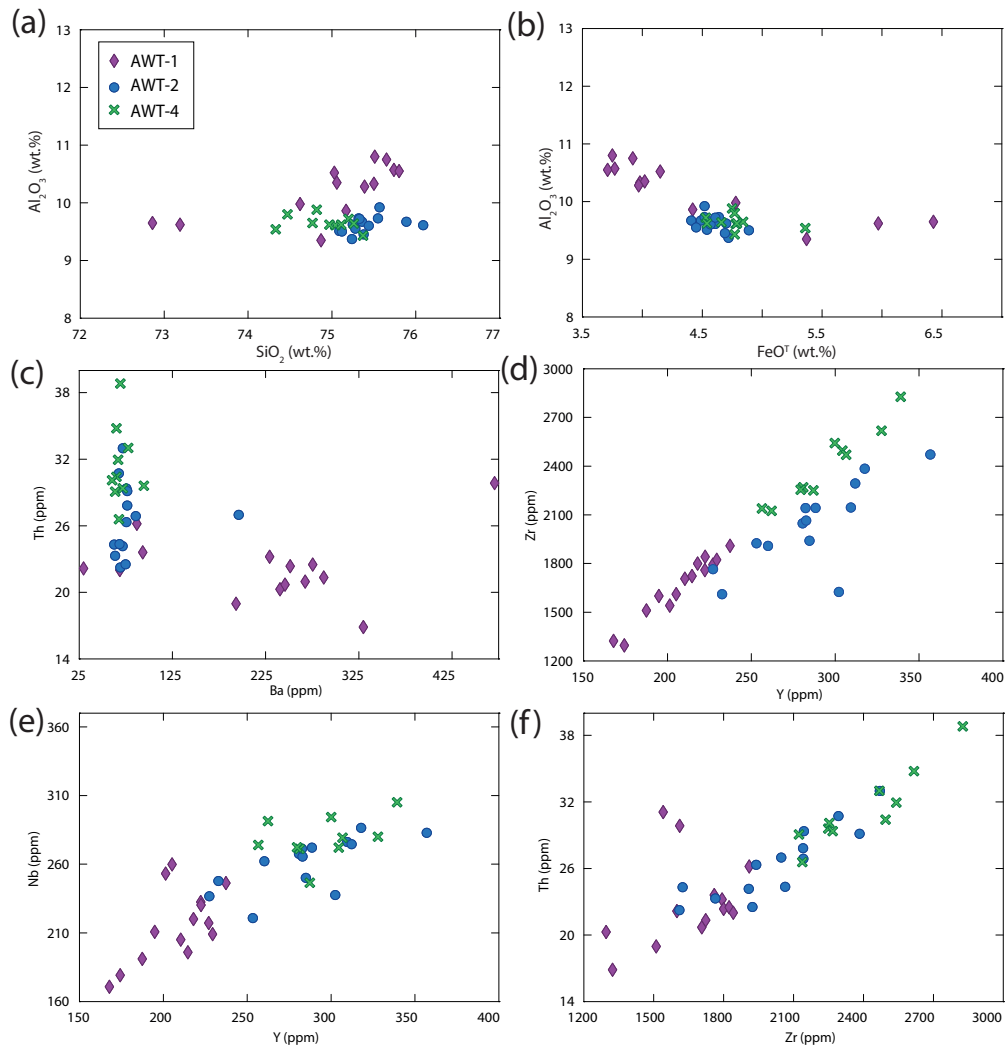 (a)
13
12
11
10
9
8
Al₂O₃ (wt.%)
AWT-1
AWT-2
AWT-4
72 73 74 75 76 77
SiO₂ (wt.%)
(b)
13
12
11
10
9
8
Al₂O₃ (wt.%)
3.5 4.5 5.5 6.5
FeOᵀ (wt.%)
(c)
38
32
26
20
14
Th (ppm)
25 125 225 325 425
Ba (ppm)
(d)
3000
2700
2400
2100
1800
1500
1200
Zr (ppm)
150 200 250 300 350 400
Y (ppm)
(e)
360
310
260
210
160
Nb (ppm)
150 200 250 300 350 400
Y (ppm)
(f)
38
32
26
20
14
Th (ppm)
1200 1500 1800 2100 2400 2700 3000
Zr (ppm)